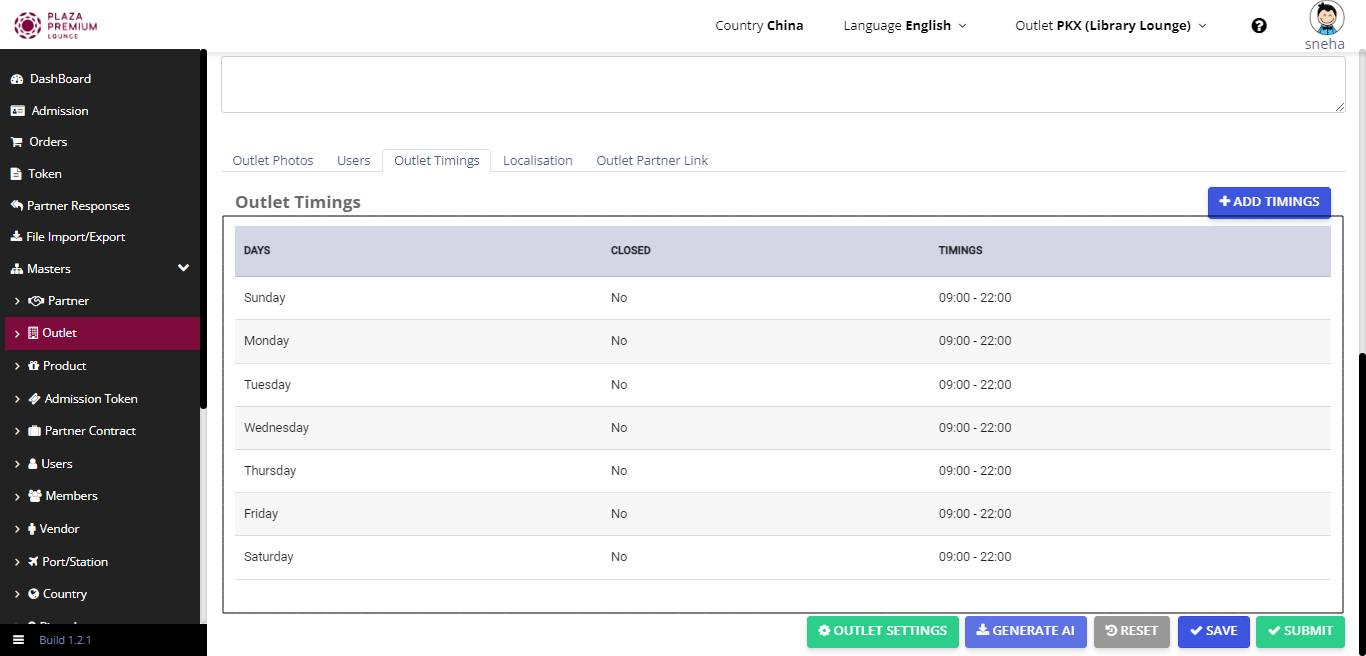 PLAZA
PREMIUM
LOUNGE
Country China
Language English
Outlet PKX (Library Lounge)
sneha
DashBoard
Admission
Orders
Token
Partner Responses
File Import/Export
Masters
Partner
Outlet
Product
Admission Token
Partner Contract
Users
Members
Vendor
Port/Station
Country
Build 1.2.1
Outlet Photos Users Outlet Timings Localisation Outlet Partner Link
Outlet Timings
ADD TIMINGS
DAYS CLOSED TIMINGS
Sunday No 09:00 - 22:00
Monday No 09:00 - 22:00
Tuesday No 09:00 - 22:00
Wednesday No 09:00 - 22:00
Thursday No 09:00 - 22:00
Friday No 09:00 - 22:00
Saturday No 09:00 - 22:00
OUTLET SETTINGS GENERATE AI RESET SAVE SUBMIT